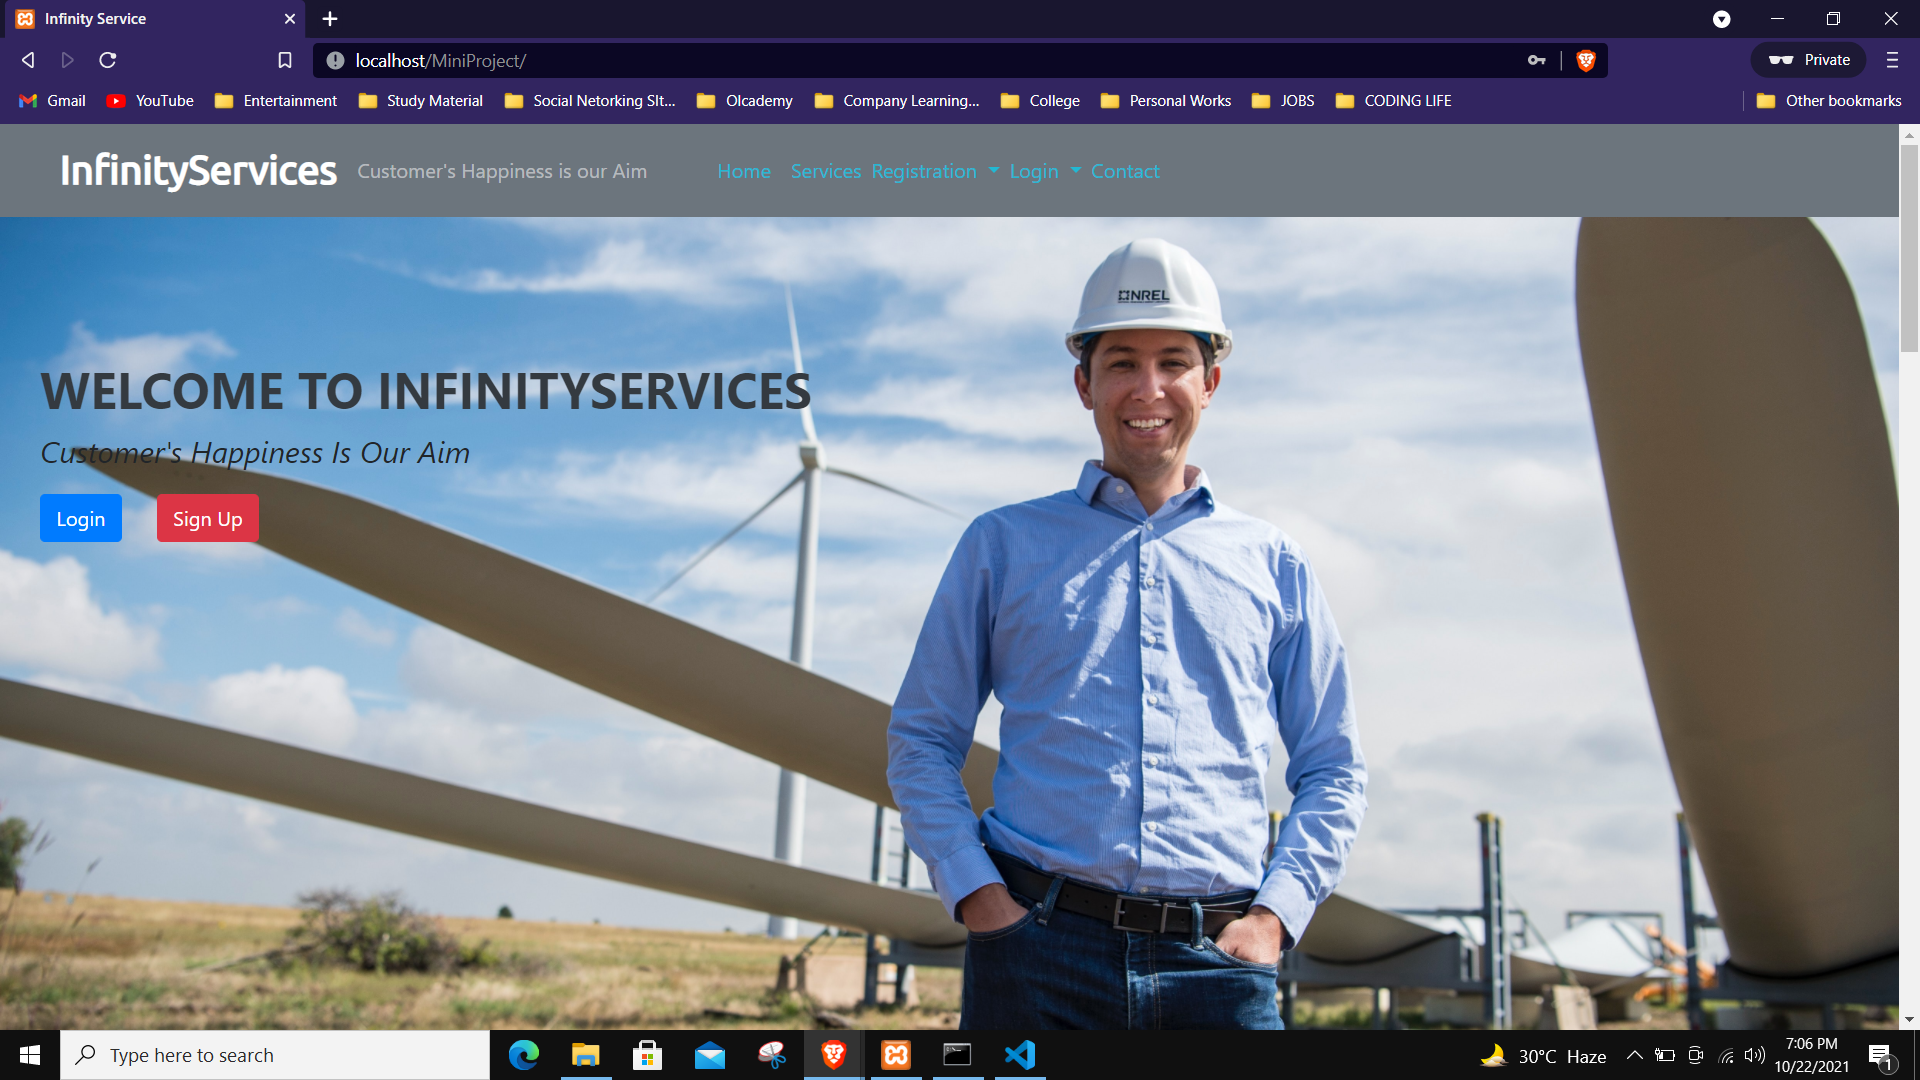 Infinity Service
localhost/MiniProject/
Private
Gmail
YouTube
Entertainment
Study Material
Social Netorking SIt...
OIcademy
Company Learning...
College
Personal Works
JOBS
CODING LIFE
Other bookmarks
InfinityServices
Customer's Happiness is our Aim
Home
Services
Registration
Login
Contact
NREL
WELCOME TO INFINITYSERVICES
Customer's Happiness Is Our Aim
Login
Sign Up
Type here to search
30°C Haze
7:06 PM
10/22/2021
1